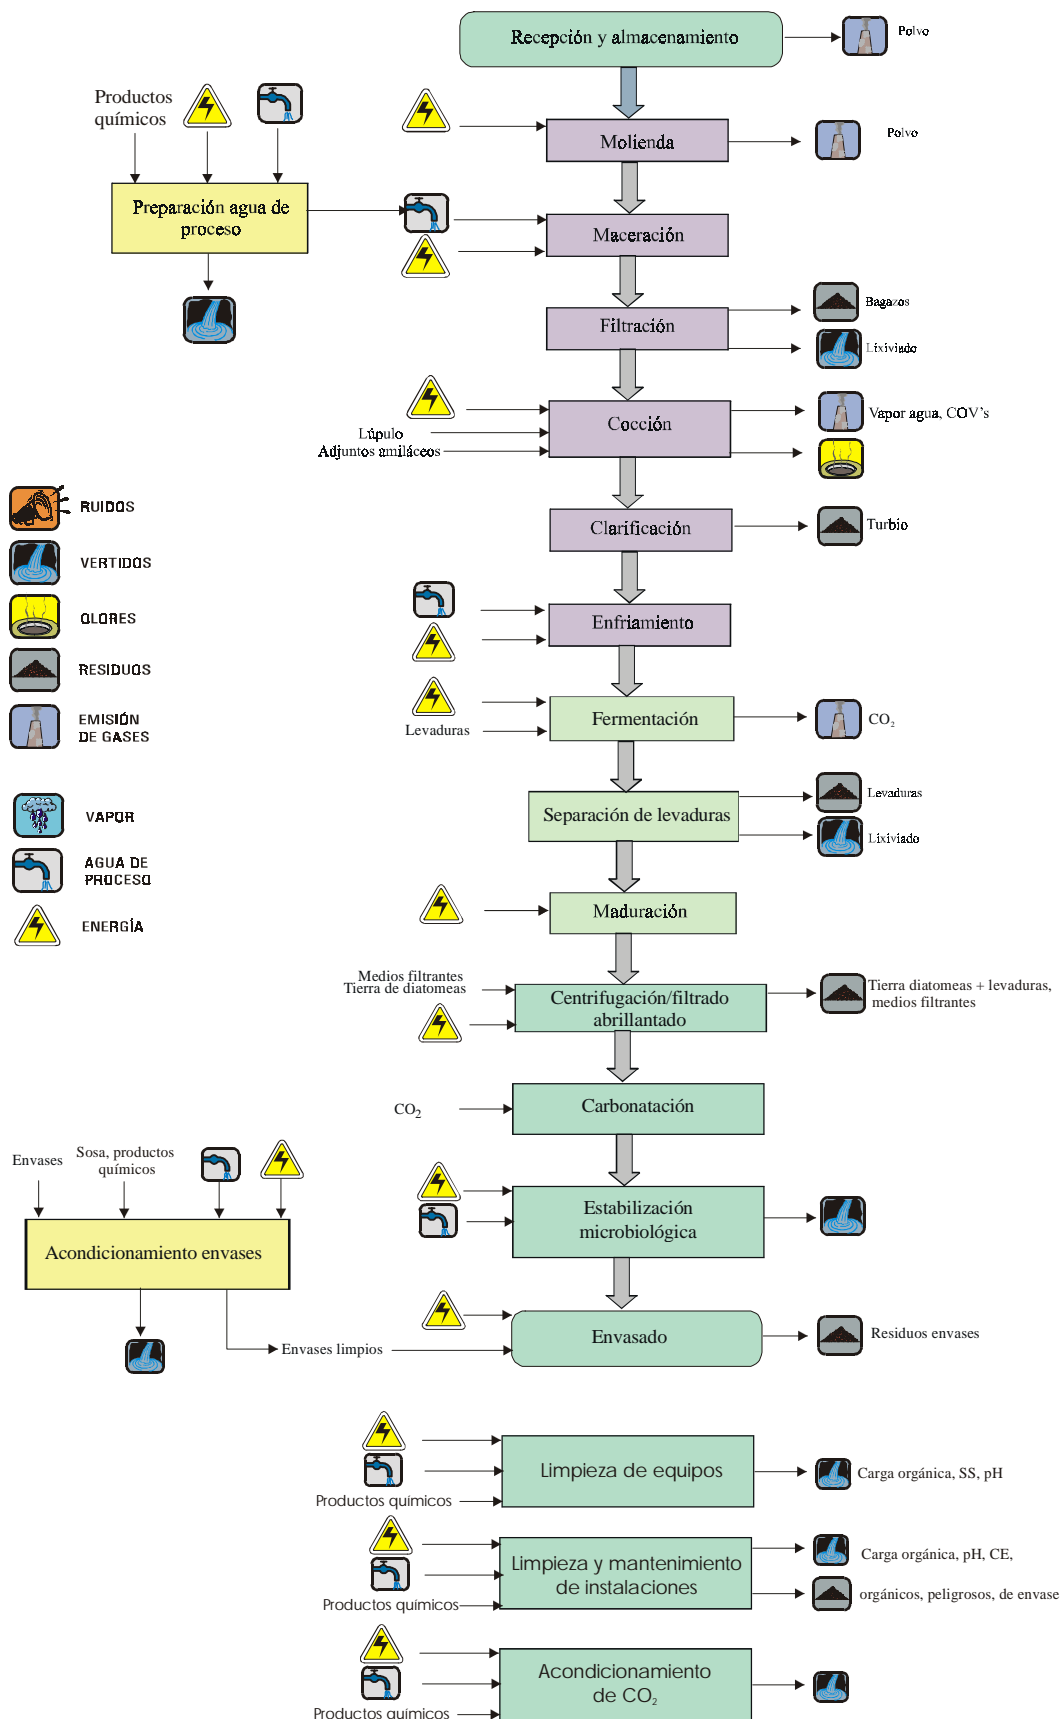 Recepción y almacenamiento
Polvo
Productos
químicos
Molienda
Polvo
Preparación agua de
proceso
Maceración
Filtración
Bagazos
Lixiviado
Cocción
Lúpulo
Adjuntos amiláceos
Vapor agua, COV's
Clarificación
Turbio
RUIDOS
VERTIDOS
OLORES
RESIDUOS
EMISIÓN
DE GASES
VAPOR
AGUA DE
PROCESO
ENERGÍA
Enfriamiento
Fermentación
Levaduras
CO₂
Separación de levaduras
Levaduras
Lixiviado
Maduración
Medios filtrantes
Tierra de diatomeas
Centrifugación/filtrado
abrillantado
Tierra diatomeas + levaduras,
medios filtrantes
CO₂
Carbonatación
Envases
Sosa, productos
químicos
Acondicionamiento envases
Estabilización
microbiológica
Envases limpios
Envasado
Residuos envases
Productos químicos
Limpieza de equipos
Carga orgánica, SS, pH
Productos químicos
Limpieza y mantenimiento
de instalaciones
Carga orgánica, pH, CE,
orgánicos, peligrosos, de envase
Productos químicos
Acondicionamiento
de CO₂